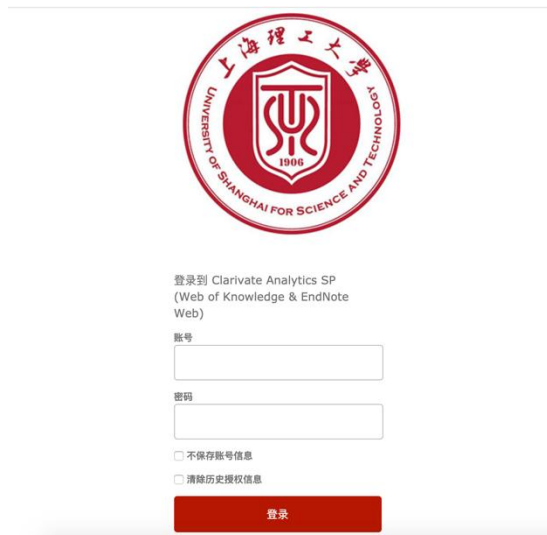 上海理工大学
UNIVERSITY OF SHANGHAI FOR SCIENCE AND TECHNOLOGY
1906
登录到 Clarivate Analytics SP
(Web of Knowledge & EndNote
Web)
账号
密码
不保存账号信息
清除历史授权信息
登录